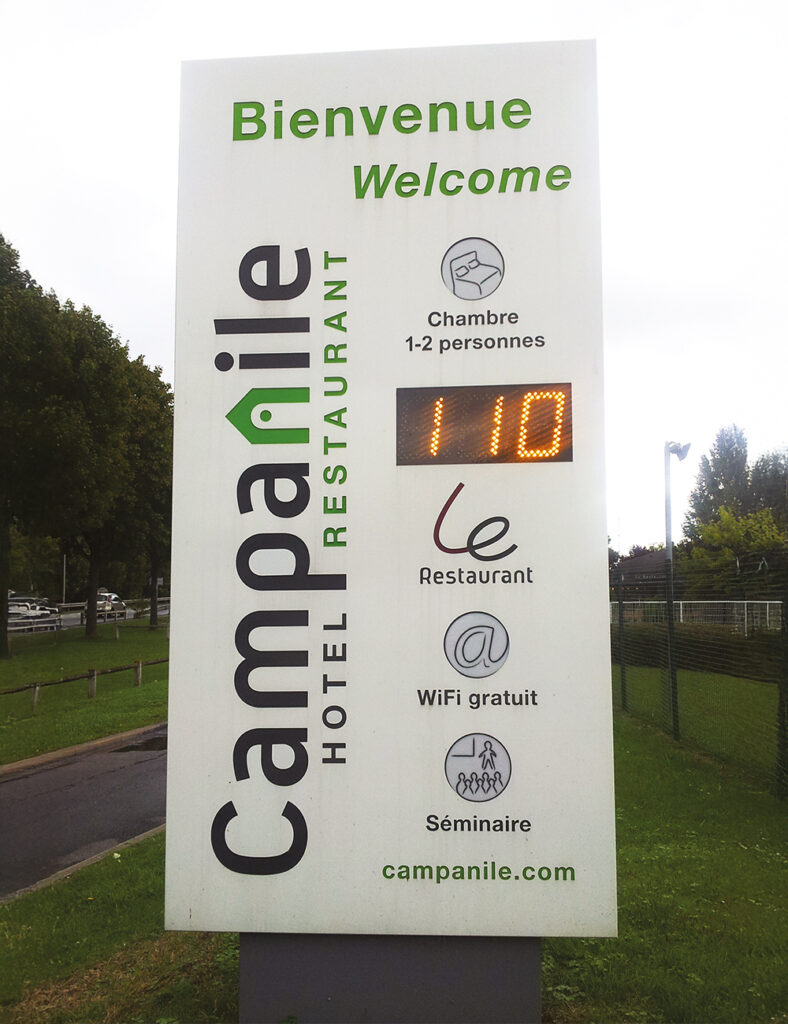 Bienvenue
Welcome
Campanile
HOTEL RESTAURANT
Chambre
1-2 personnes
110
Le
Restaurant
WiFi gratuit
Séminaire
campanile.com